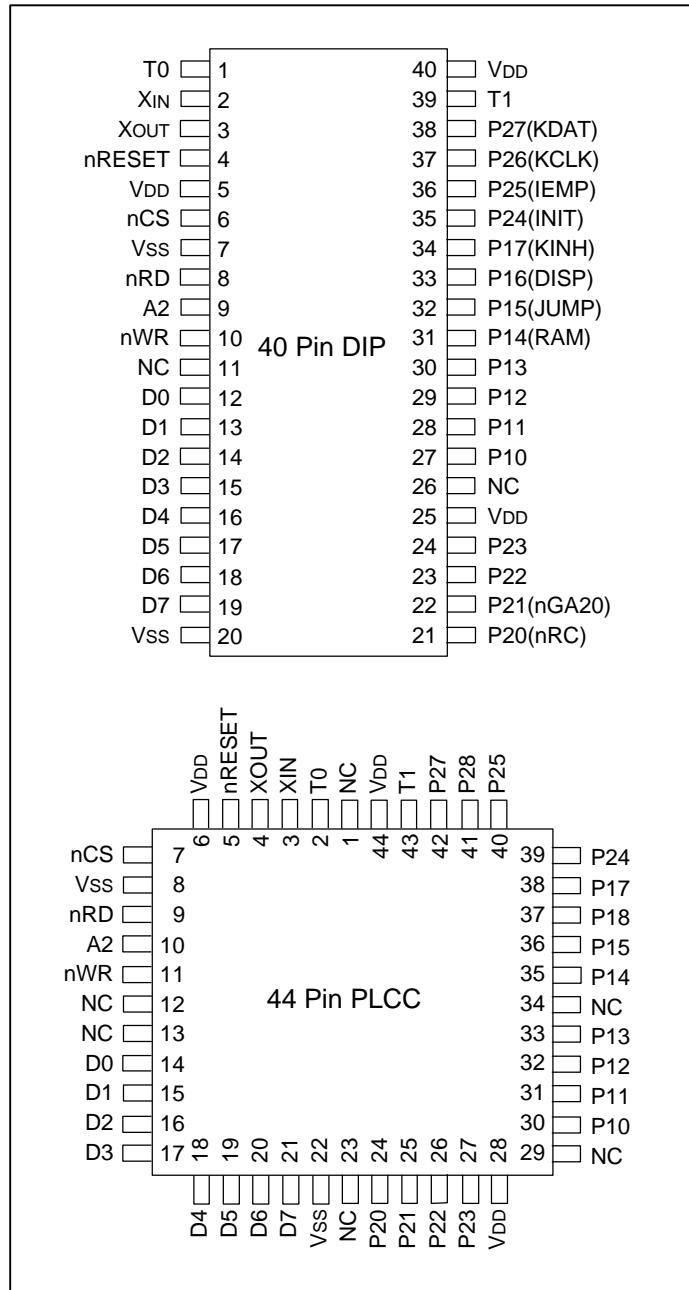 T0 1 40 VDD
XIN 2 39 T1
XOUT 3 38 P27(KDAT)
nRESET 4 37 P26(KCLK)
VDD 5 36 P25(IEMP)
nCS 6 35 P24(INIT)
VSS 7 34 P17(KINH)
nRD 8 33 P16(DISP)
A2 9 32 P15(JUMP)
nWR 10 31 P14(RAM)
40 Pin DIP
NC 11 30 P13
D0 12 29 P12
D1 13 28 P11
D2 14 27 P10
D3 15 26 NC
D4 16 25 VDD
D5 17 24 P23
D6 18 23 P22
D7 19 22 P21(nGA20)
VSS 20 21 P20(nRC)
VDD nRESET XOUT XIN T0 NC VDD T1 P27 P28 P25
6 5 4 3 2 1 44 43 42 41 40
nCS 7 39 P24
VSS 8 38 P17
nRD 9 37 P18
A2 10 36 P15
nWR 11 35 P14
44 Pin PLCC
NC 12 34 NC
NC 13 33 P13
D0 14 32 P12
D1 15 31 P11
D2 16 30 P10
D3 17 29 NC
18 19 20 21 22 23 24 25 26 27 28
D4 D5 D6 D7 VSS NC P20 P21 P22 P23 VDD